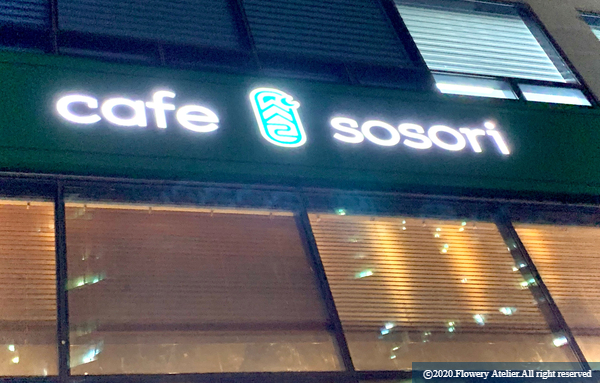 cafe sosori
©2020.Flowery Atelier.All right reserved